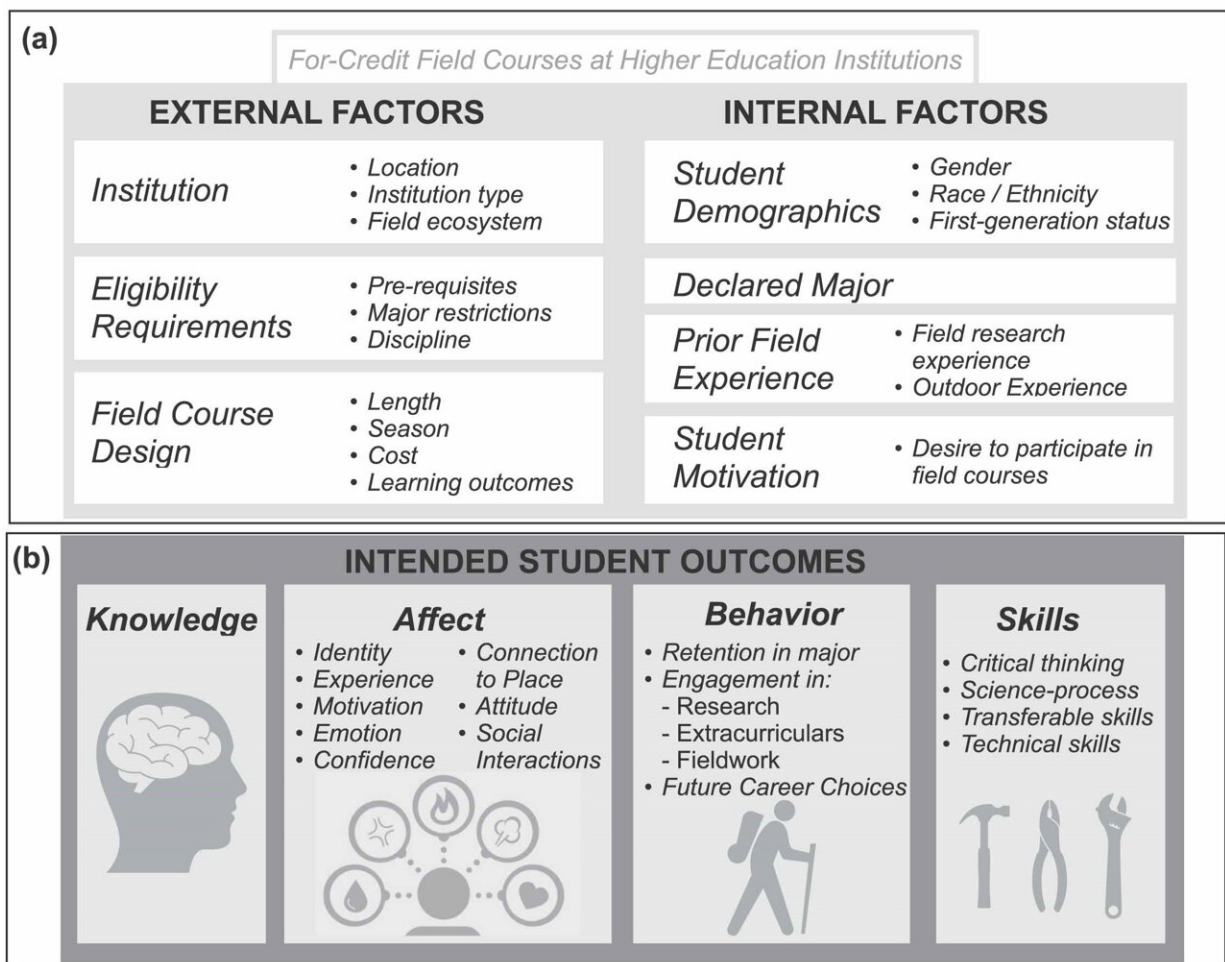 (a)
For-Credit Field Courses at Higher Education Institutions
EXTERNAL FACTORS
Institution
• Location
• Institution type
• Field ecosystem
Eligibility
Requirements
• Pre-requisites
• Major restrictions
• Discipline
Field Course
Design
• Length
• Season
• Cost
• Learning outcomes
INTERNAL FACTORS
Student
Demographics
• Gender
• Race / Ethnicity
• First-generation status
Declared Major
Prior Field
Experience
• Field research
experience
• Outdoor Experience
Student
Motivation
• Desire to participate in
field courses
(b)
INTENDED STUDENT OUTCOMES
Knowledge
Affect
• Identity
• Experience
• Motivation
• Emotion
• Confidence
• Connection
to Place
• Attitude
• Social
Interactions
Behavior
• Retention in major
• Engagement in:
- Research
- Extracurriculars
- Fieldwork
• Future Career Choices
Skills
• Critical thinking
• Science-process
• Transferable skills
• Technical skills